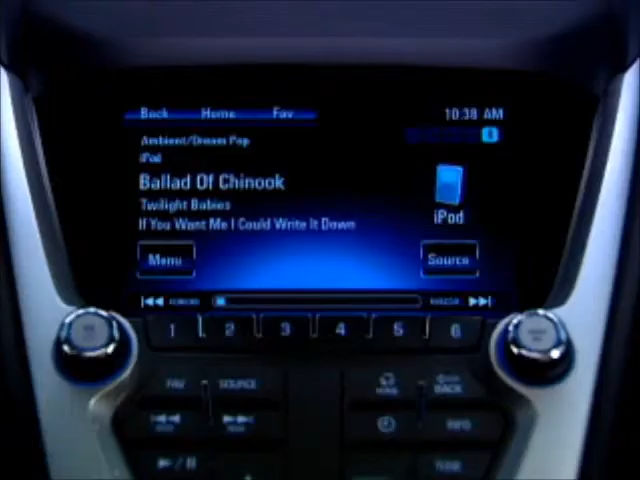 Back Home Fav 10:38 AM
Ambient/Dream Pop
iPod
Ballad Of Chinook
iPod
Twilight Babies
If You Want Me I Could Write It Down
Menu Source
1 2 3 4 5 6
FAV SOURCE
BACK
INFO
TONE